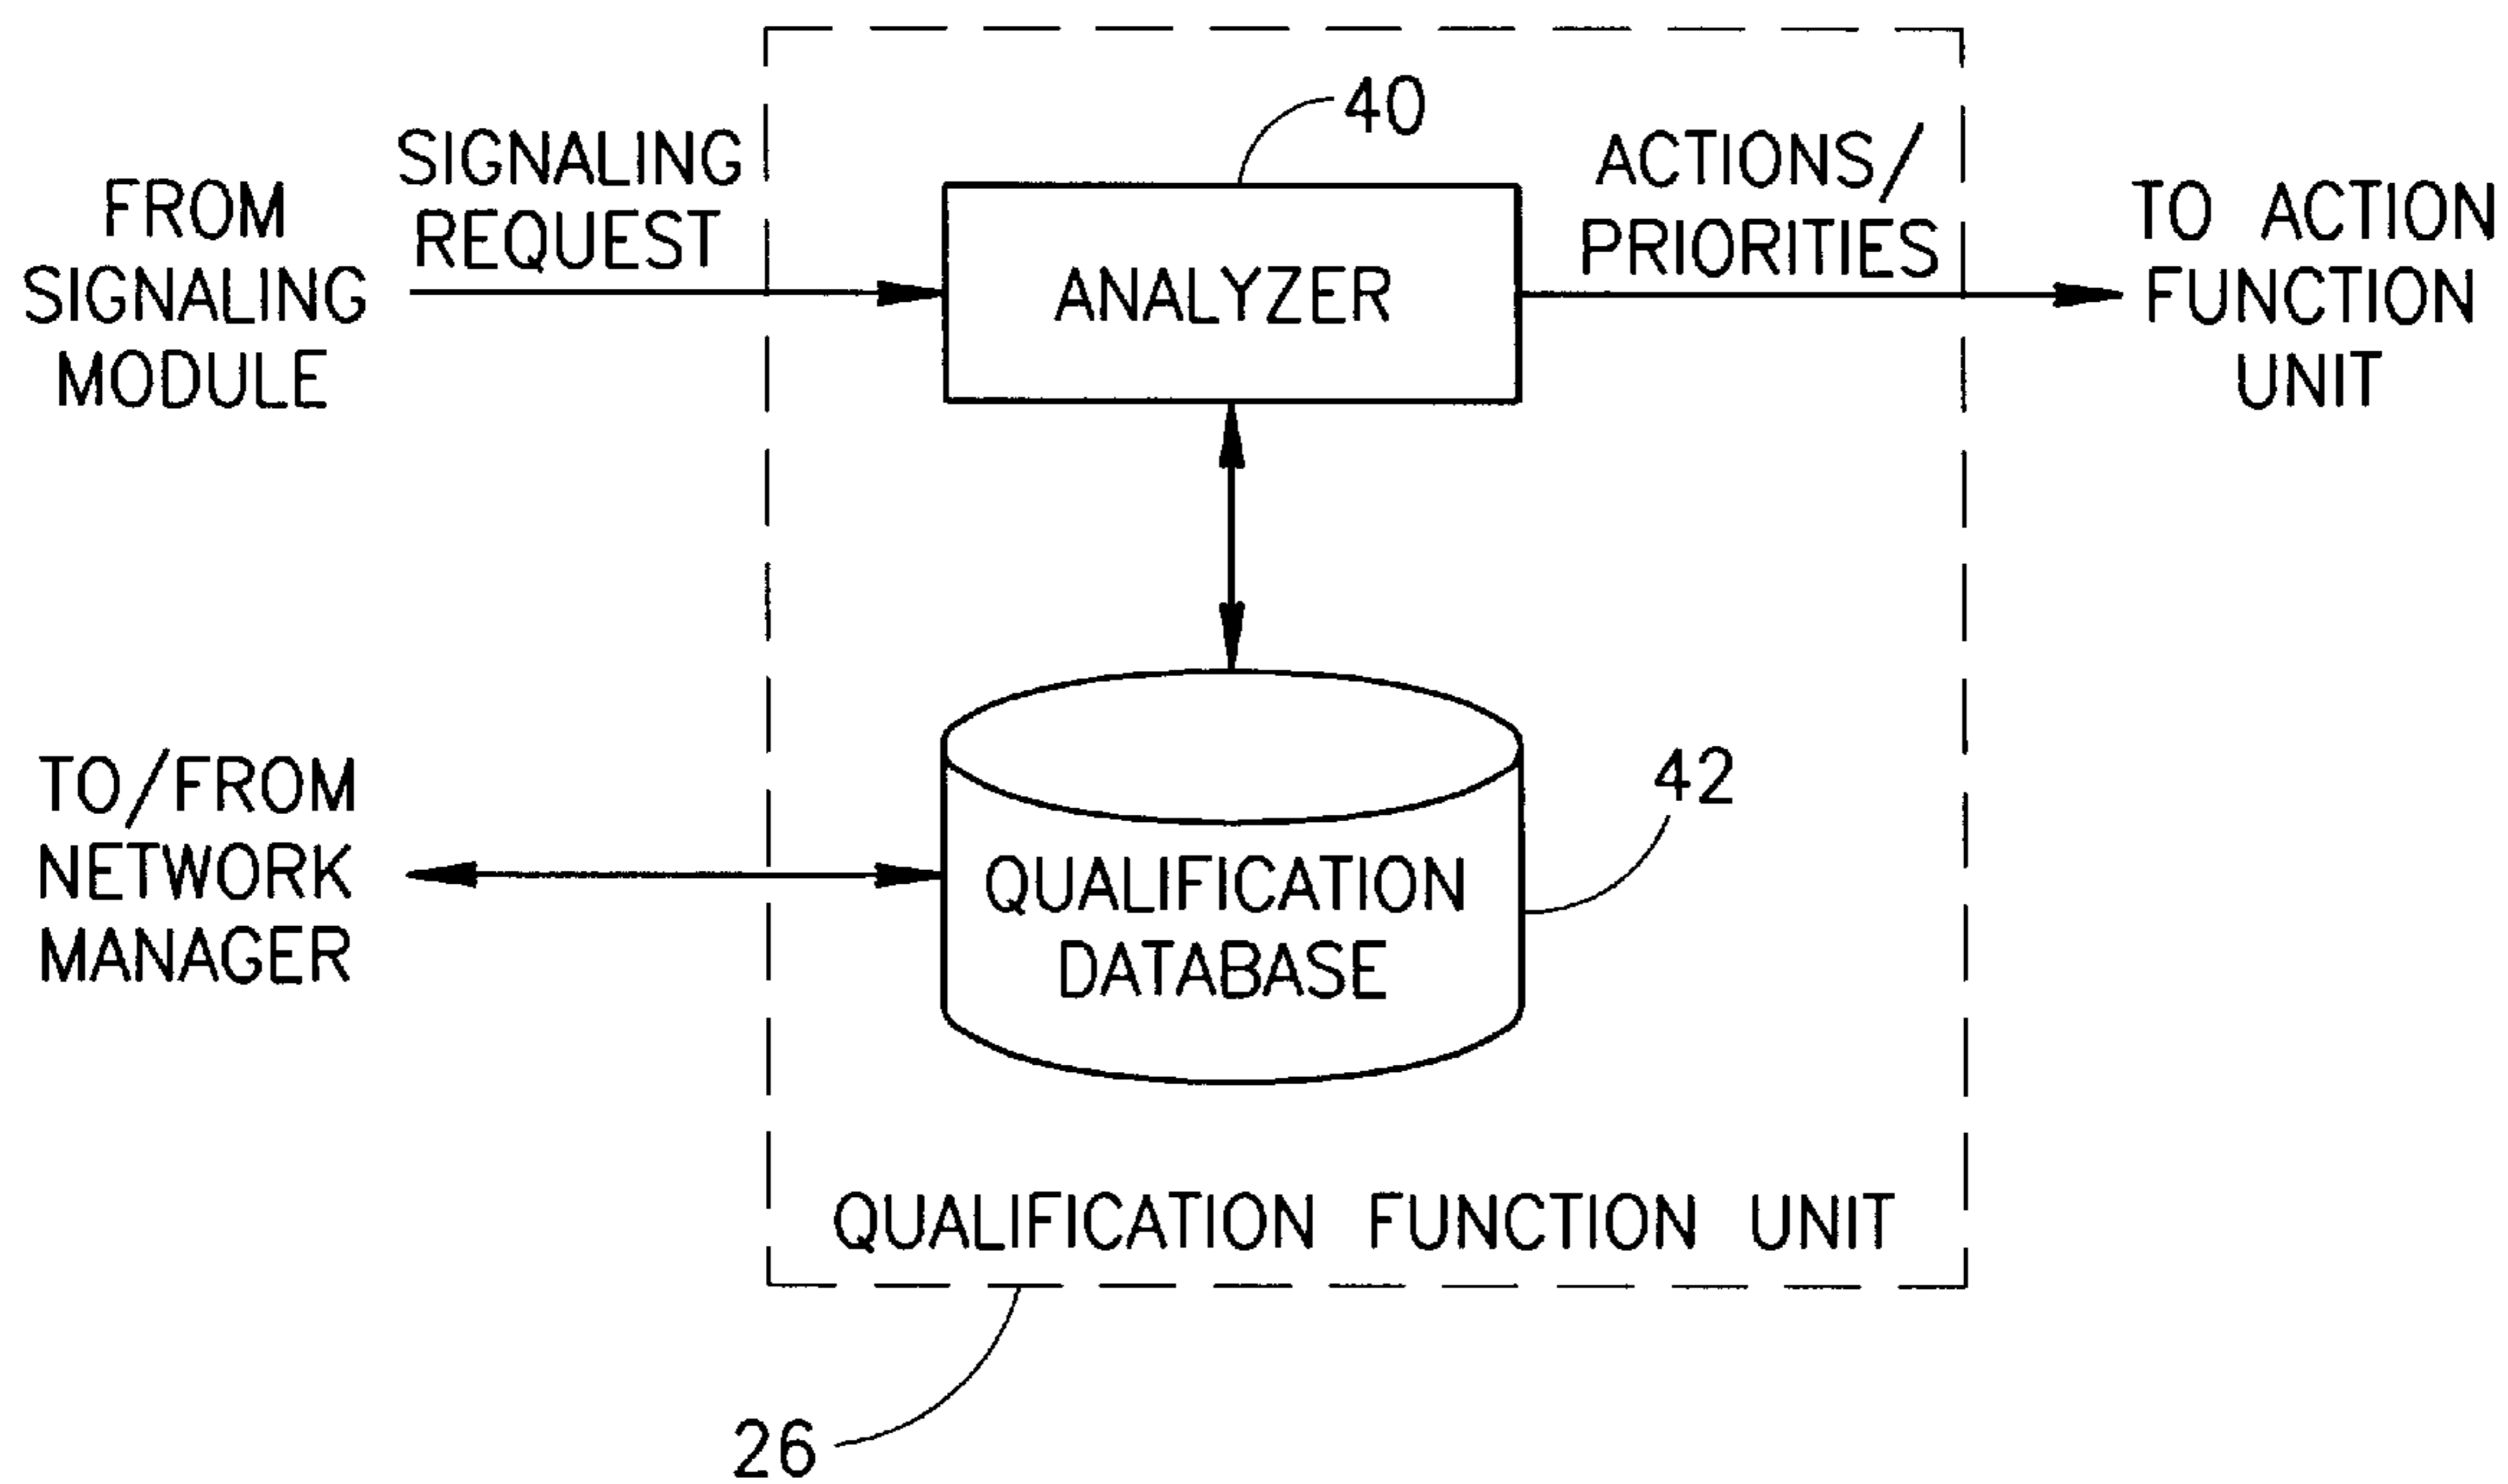 40
SIGNALING
REQUEST
ACTIONS/
PRIORITIES
FROM
SIGNALING
MODULE
ANALYZER
TO ACTION
FUNCTION
UNIT
TO/FROM
NETWORK
MANAGER
42
QUALIFICATION
DATABASE
QUALIFICATION FUNCTION UNIT
26